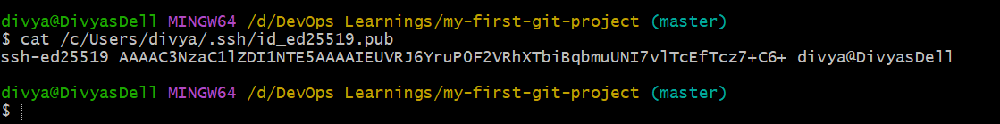 divya@DivyasDell MINGW64 /d/DevOps Learnings/my-first-git-project (master)
$ cat /c/Users/divya/.ssh/id_ed25519.pub
ssh-ed25519 AAAAC3NzaC1lZDI1NTE5AAAAIEUVRJ6YruP0F2VRhXTbiBqbmuUNI7vlTcEfTcz7+C6+ divya@DivyasDell
divya@DivyasDell MINGW64 /d/DevOps Learnings/my-first-git-project (master)
$